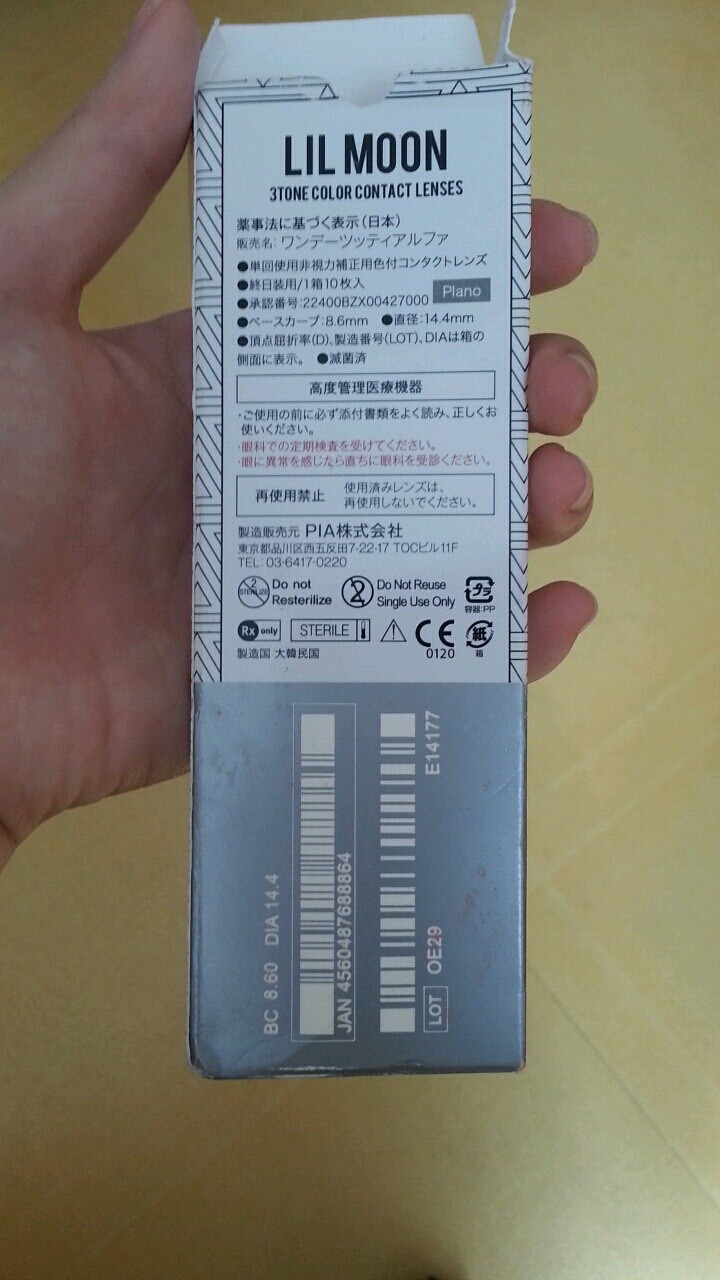 LIL MOON
3TONE COLOR CONTACT LENSES
薬事法に基づく表示(日本)
販売名: ワンデーツッティアルファ
●単回使用非視力補正用色付コンタクトレンズ
●終日装用/1箱10枚入
●承認番号:22400BZX00427000 Plano
●ベースカーブ:8.6mm ●直径:14.4mm
●頂点屈折率(D)、製造番号(LOT)、DIAは箱の
側面に表示。 ●滅菌済
高度管理医療機器
・ご使用の前に必ず添付書類をよく読み、正しくお
使いください。
・眼科での定期検査を受けてください。
・眼に異常を感じたら直ちに眼科を受診ください。
再使用禁止 使用済みレンズは、
再使用しないでください。
製造販売元 PIA株式会社
東京都品川区西五反田7-22-17 TOCビル11F
TEL: 03-6417-0220
2 STERILIZE Do not
Resterilize
2 Do Not Reuse
Single Use Only
プラ
容器:PP
Rx only STERILE CE
0120
紙
箱
製造国 大韓民国
BC 8.60 DIA 14.4
JAN 4560487688864
LOT OE29
E14177